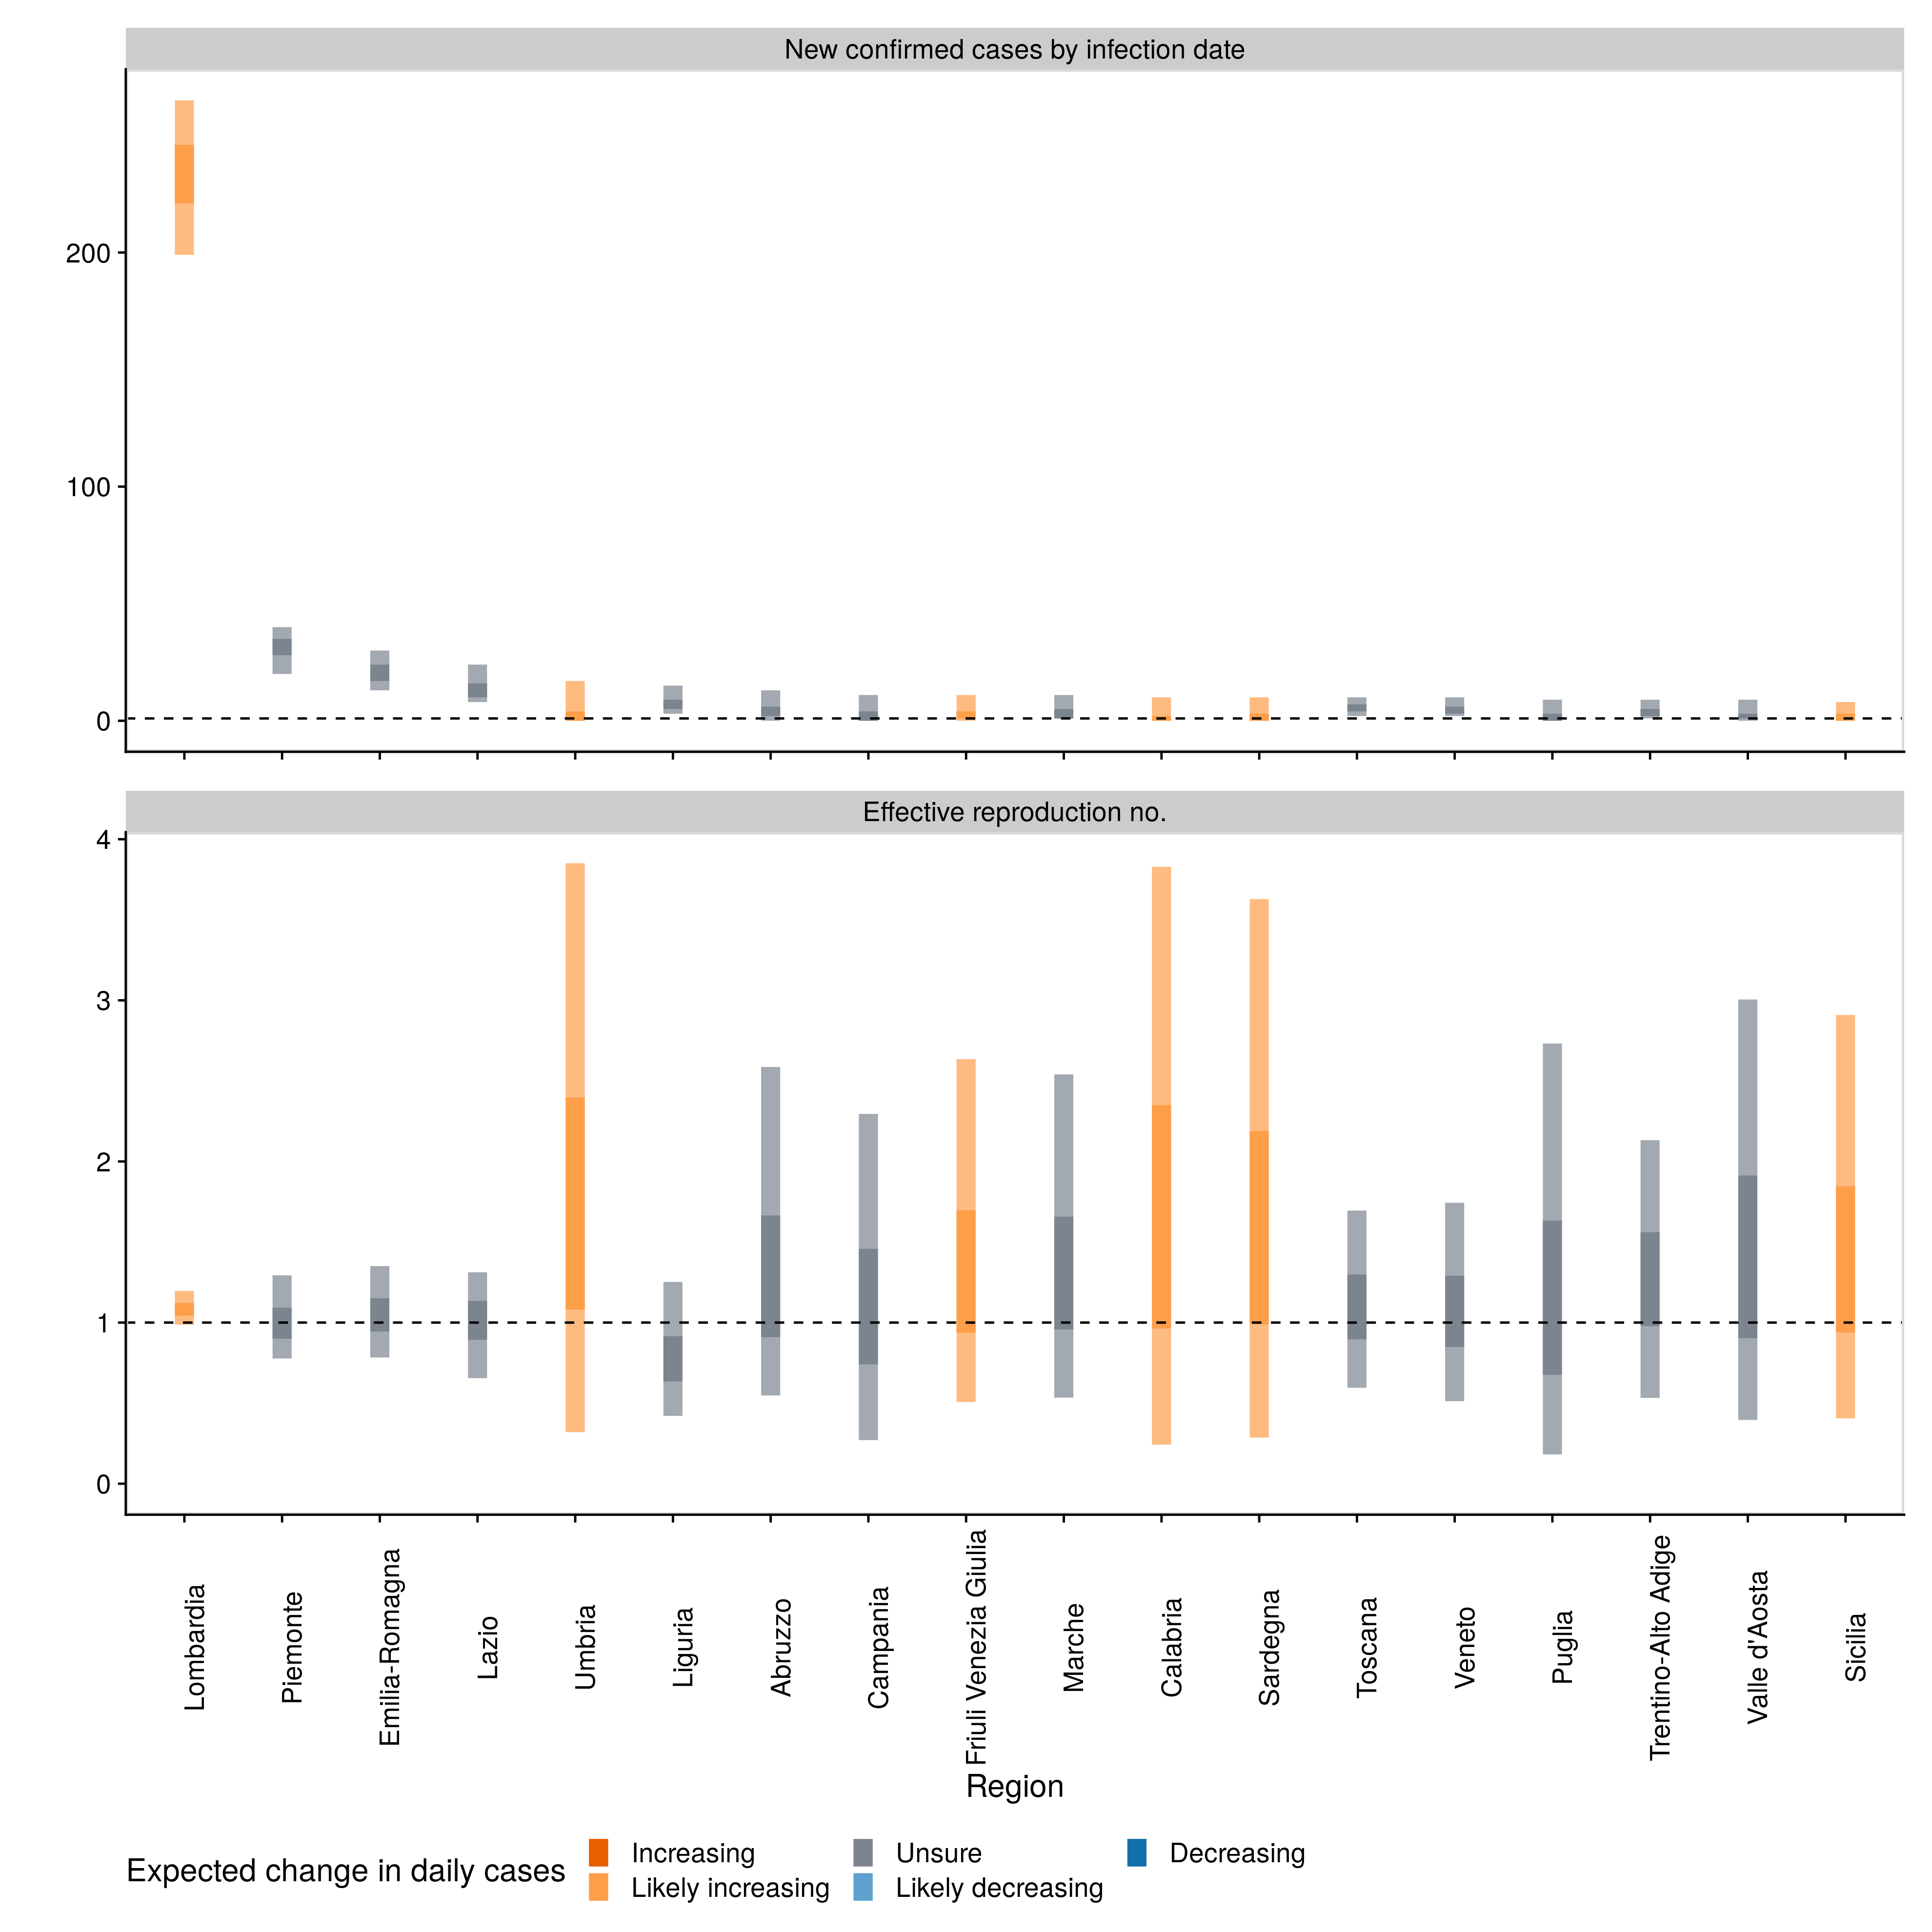 New confirmed cases by infection date
200
100
0
Effective reproduction no.
4
3
2
1
0
Lombardia
Piemonte
Emilia-Romagna
Lazio
Umbria
Liguria
Abruzzo
Campania
Friuli Venezia Giulia
Marche
Calabria
Sardegna
Toscana
Veneto
Puglia
Trentino-Alto Adige
Valle d'Aosta
Sicilia
Region
Expected change in daily cases
Increasing
Likely increasing
Unsure
Likely decreasing
Decreasing